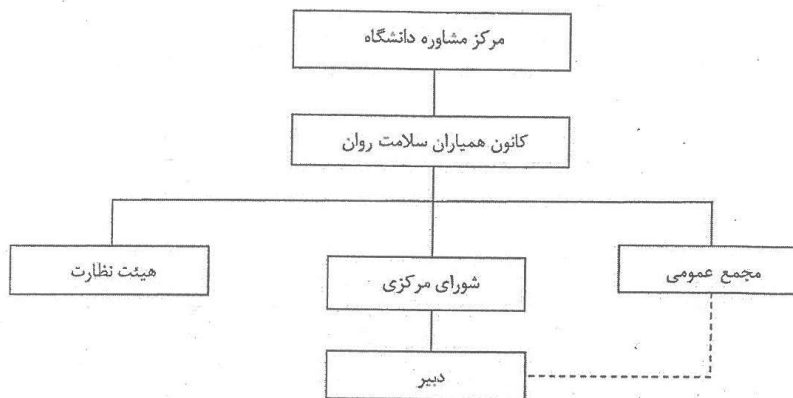 مرکز مشاوره دانشگاه
کانون همیاران سلامت روان
مجمع عمومی
شورای مرکزی
هیئت نظارت
دبیر